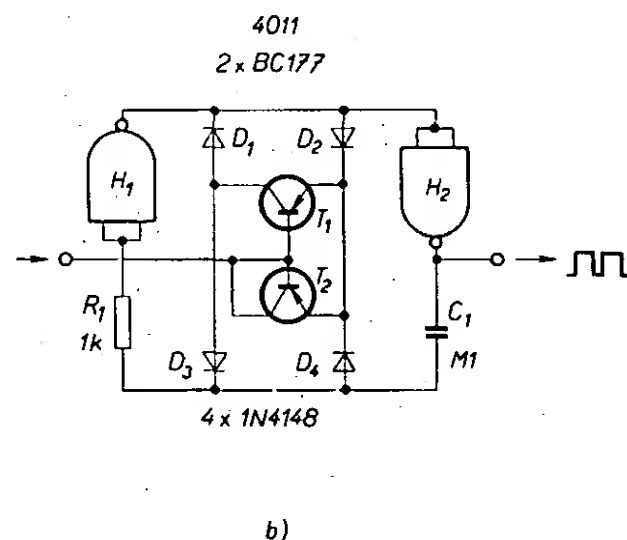 4011
2 x BC177
H1
D1
D2
H2
T1
T2
R1
1k
C1
M1
D3
D4
4 x 1N4148
b)